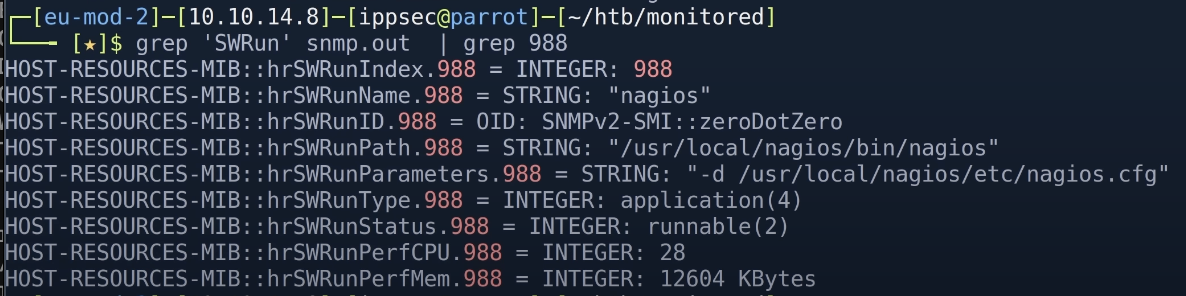 ┌─[eu-mod-2]─[10.10.14.8]─[ippsec@parrot]─[~/htb/monitored]
└──╼ [★]$ grep 'SWRun' snmp.out  | grep 988
HOST-RESOURCES-MIB::hrSWRunIndex.988 = INTEGER: 988
HOST-RESOURCES-MIB::hrSWRunName.988 = STRING: "nagios"
HOST-RESOURCES-MIB::hrSWRunID.988 = OID: SNMPv2-SMI::zeroDotZero
HOST-RESOURCES-MIB::hrSWRunPath.988 = STRING: "/usr/local/nagios/bin/nagios"
HOST-RESOURCES-MIB::hrSWRunParameters.988 = STRING: "-d /usr/local/nagios/etc/nagios.cfg"
HOST-RESOURCES-MIB::hrSWRunType.988 = INTEGER: application(4)
HOST-RESOURCES-MIB::hrSWRunStatus.988 = INTEGER: runnable(2)
HOST-RESOURCES-MIB::hrSWRunPerfCPU.988 = INTEGER: 28
HOST-RESOURCES-MIB::hrSWRunPerfMem.988 = INTEGER: 12604 KBytes